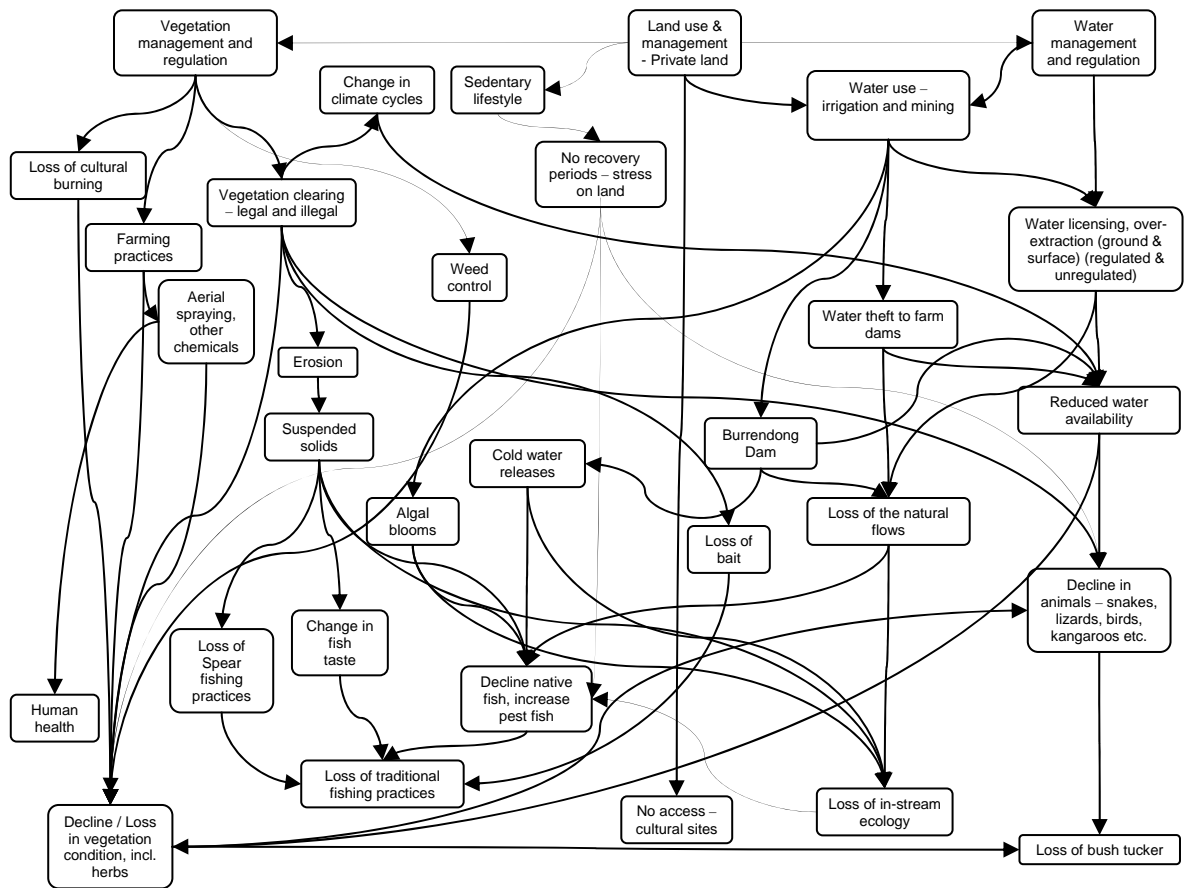 Vegetation
management and
regulation
Land use &
management
- Private land
Water
management
and regulation
Change in
climate cycles
Sedentary
lifestyle
Water use –
irrigation and mining
Loss of cultural
burning
No recovery
periods – stress
on land
Vegetation clearing
– legal and illegal
Farming
practices
Water licensing, over-
extraction (ground &
surface) (regulated &
unregulated)
Weed
control
Aerial
spraying,
other
chemicals
Water theft to farm
dams
Erosion
Reduced water
availability
Suspended
solids
Burrendong
Dam
Cold water
releases
Algal
blooms
Loss of the natural
flows
Loss of
bait
Decline in
animals – snakes,
lizards, birds,
kangaroos etc.
Change in
fish
taste
Loss of
Spear
fishing
practices
Decline native
fish, increase
pest fish
Human
health
Loss of traditional
fishing practices
No access –
cultural sites
Loss of in-stream
ecology
Decline / Loss
in vegetation
condition, incl.
herbs
Loss of bush tucker